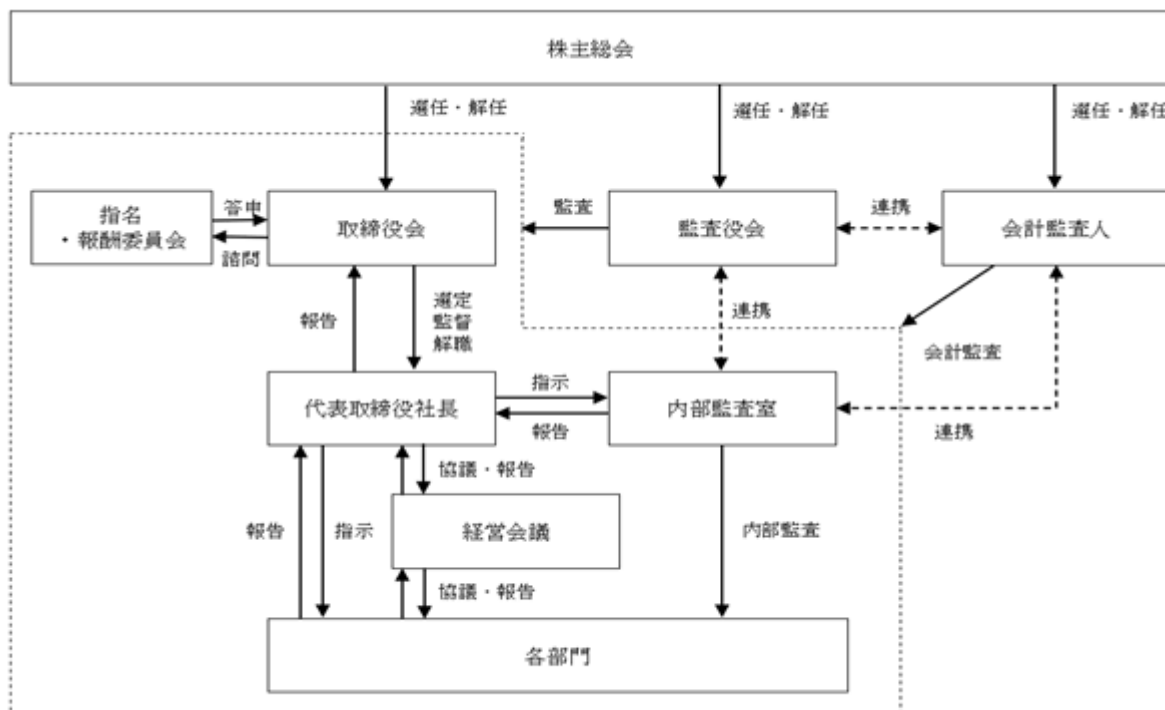 株主総会
選任・解任
選任・解任
選任・解任
指名
・報酬委員会
答申
諮問
取締役会
監査
監査役会
連携
会計監査人
報告
選定
監督
解職
連携
会計監査
代表取締役社長
指示
報告
内部監査室
連携
協議・報告
報告
指示
経営会議
内部監査
協議・報告
各部門